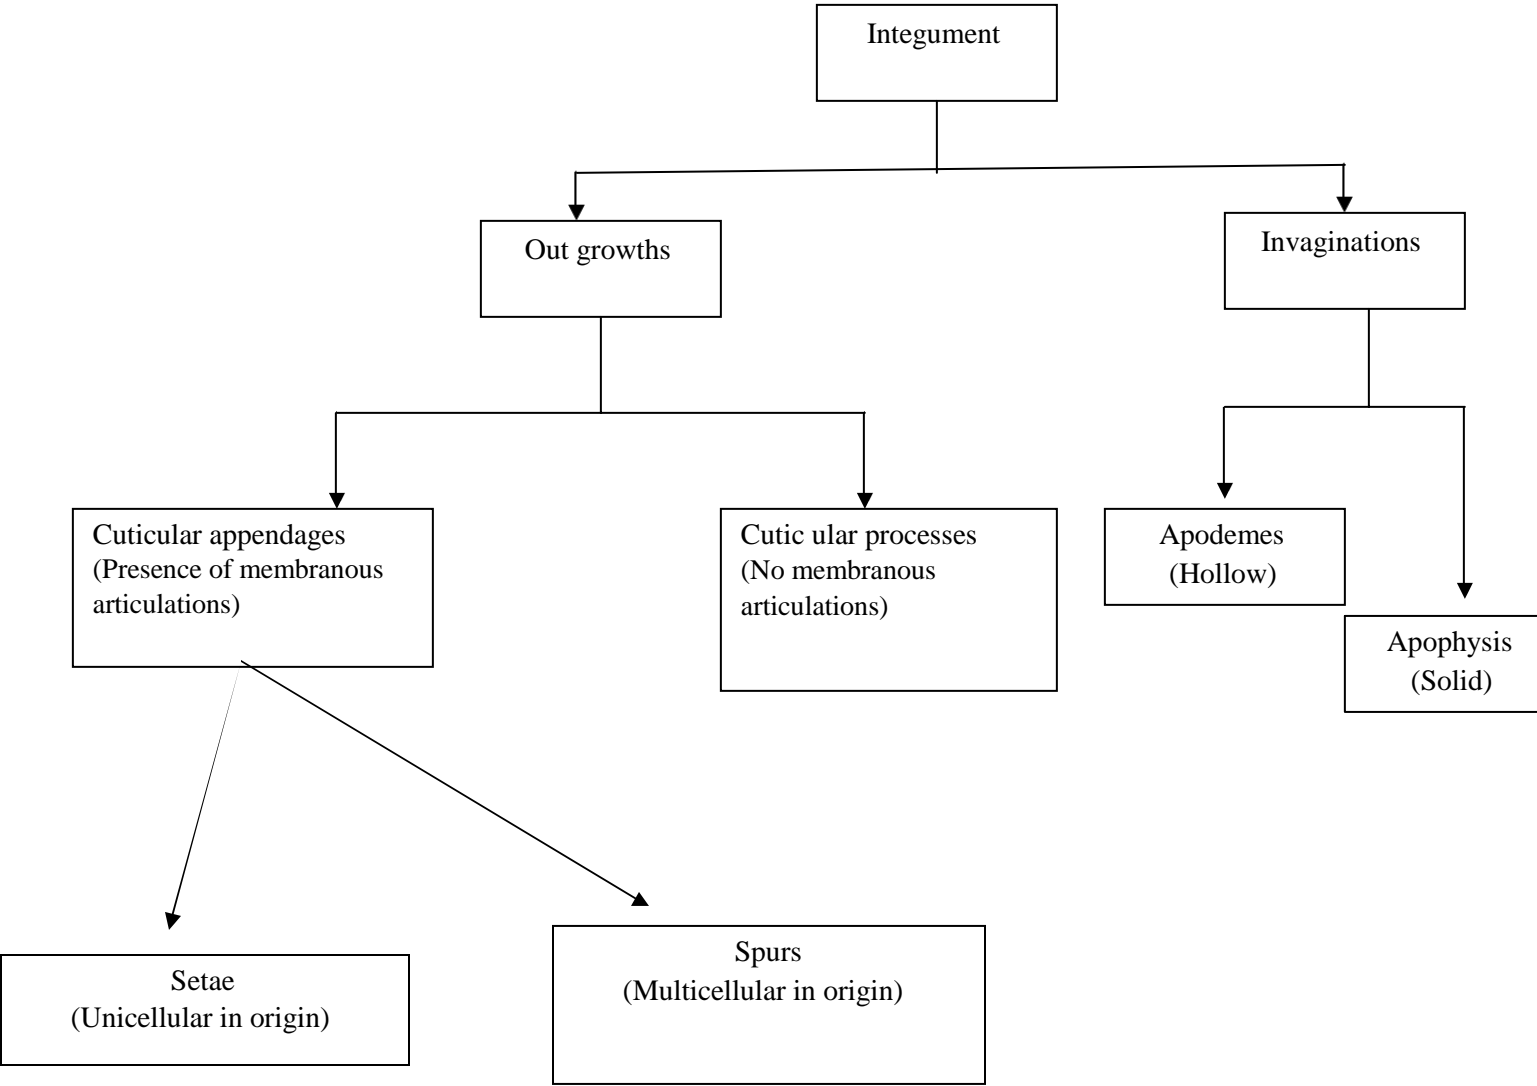 Integument
Out growths
Invaginations
Cuticular appendages
(Presence of membranous
articulations)
Cutic ular processes
(No membranous
articulations)
Apodemes
(Hollow)
Apophysis
(Solid)
Setae
(Unicellular in origin)
Spurs
(Multicellular in origin)